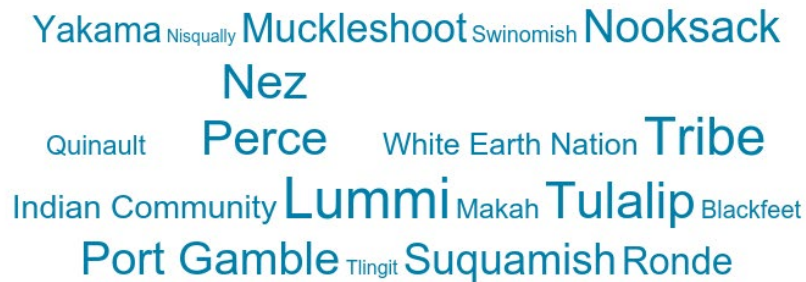 Yakama Nisqually Muckleshoot Swinomish Nooksack
Nez
Quinault Perce White Earth Nation Tribe
Indian Community Lummi Makah Tulalip Blackfeet
Port Gamble Tlingit Suquamish Ronde